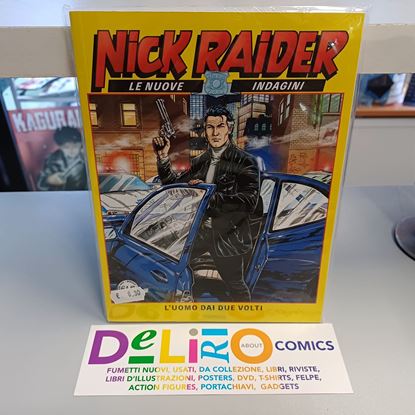 NICK RAIDER
LE NUOVE INDAGINI
KAGURA
L'UOMO DAI DUE VOLTI
DeLiRiO ABOUT COMICS
FUMETTI NUOVI, USATI, DA COLLEZIONE, LIBRI, RIVISTE,
LIBRI D'ILLUSTRAZIONI, POSTERS, DVD, T-SHIRTS, FELPE,
ACTION FIGURES, PORTACHIAVI, GADGETS